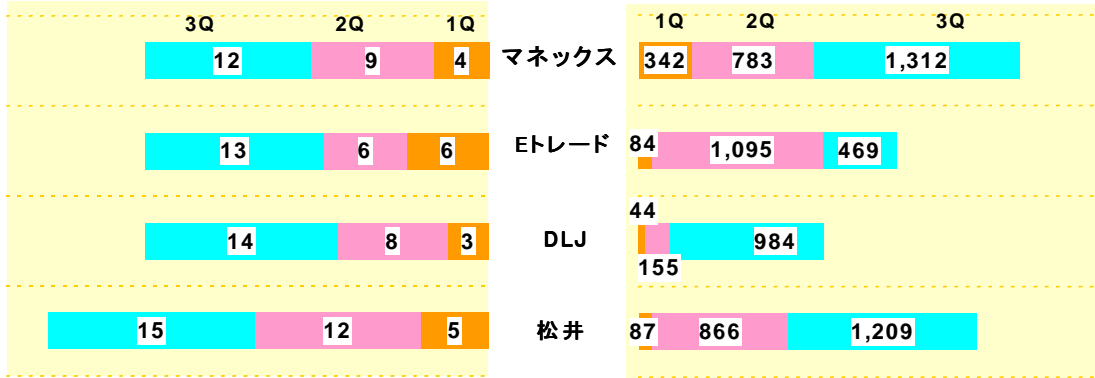 3Q 2Q 1Q 1Q 2Q 3Q
12 9 4 マネックス 342 783 1,312
13 6 6 Eトレード 84 1,095 469
14 8 3 DLJ 44 155 984
15 12 5 松井 87 866 1,209